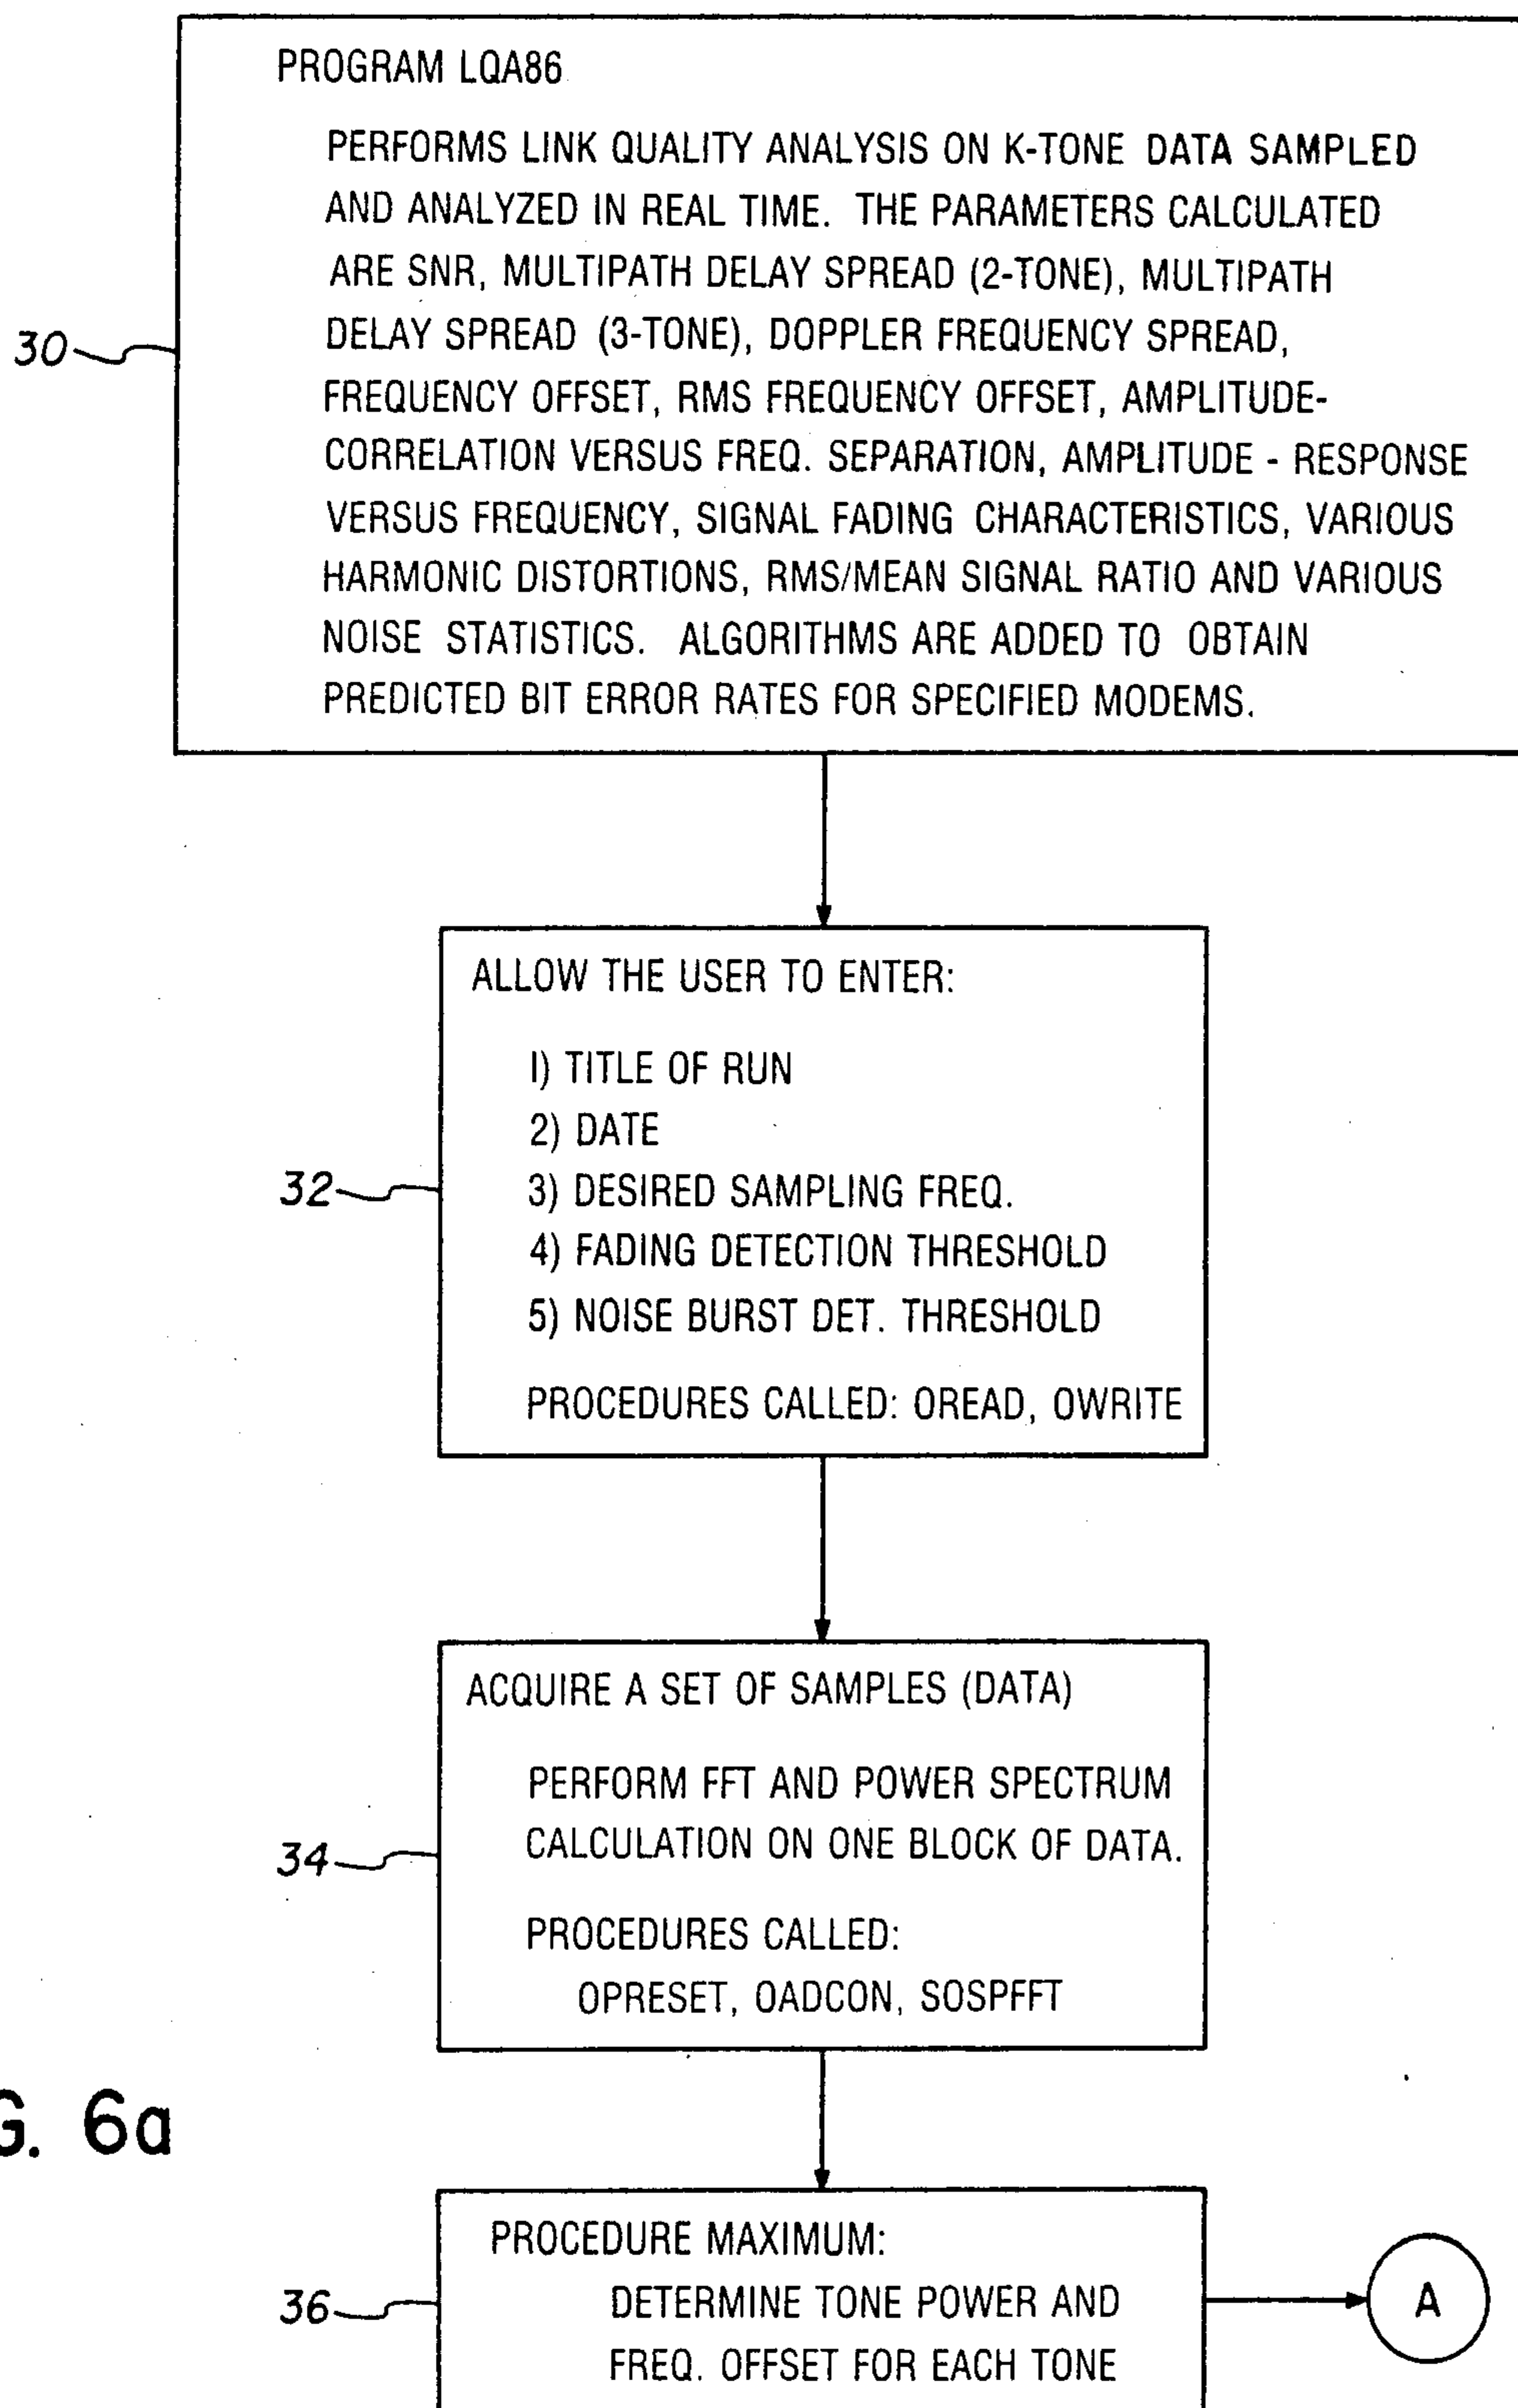 PROGRAM LQA86
PERFORMS LINK QUALITY ANALYSIS ON K-TONE DATA SAMPLED
AND ANALYZED IN REAL TIME. THE PARAMETERS CALCULATED
ARE SNR, MULTIPATH DELAY SPREAD (2-TONE), MULTIPATH
DELAY SPREAD (3-TONE), DOPPLER FREQUENCY SPREAD,
FREQUENCY OFFSET, RMS FREQUENCY OFFSET, AMPLITUDE-
CORRELATION VERSUS FREQ. SEPARATION, AMPLITUDE - RESPONSE
VERSUS FREQUENCY, SIGNAL FADING CHARACTERISTICS, VARIOUS
HARMONIC DISTORTIONS, RMS/MEAN SIGNAL RATIO AND VARIOUS
NOISE STATISTICS. ALGORITHMS ARE ADDED TO OBTAIN
PREDICTED BIT ERROR RATES FOR SPECIFIED MODEMS.
30
ALLOW THE USER TO ENTER:
1) TITLE OF RUN
2) DATE
3) DESIRED SAMPLING FREQ.
4) FADING DETECTION THRESHOLD
5) NOISE BURST DET. THRESHOLD
PROCEDURES CALLED: OREAD, OWRITE
32
ACQUIRE A SET OF SAMPLES (DATA)
PERFORM FFT AND POWER SPECTRUM
CALCULATION ON ONE BLOCK OF DATA.
PROCEDURES CALLED:
OPRESET, OADCON, SOSPFFT
34
G. 6a
PROCEDURE MAXIMUM:
DETERMINE TONE POWER AND
FREQ. OFFSET FOR EACH TONE
36
A